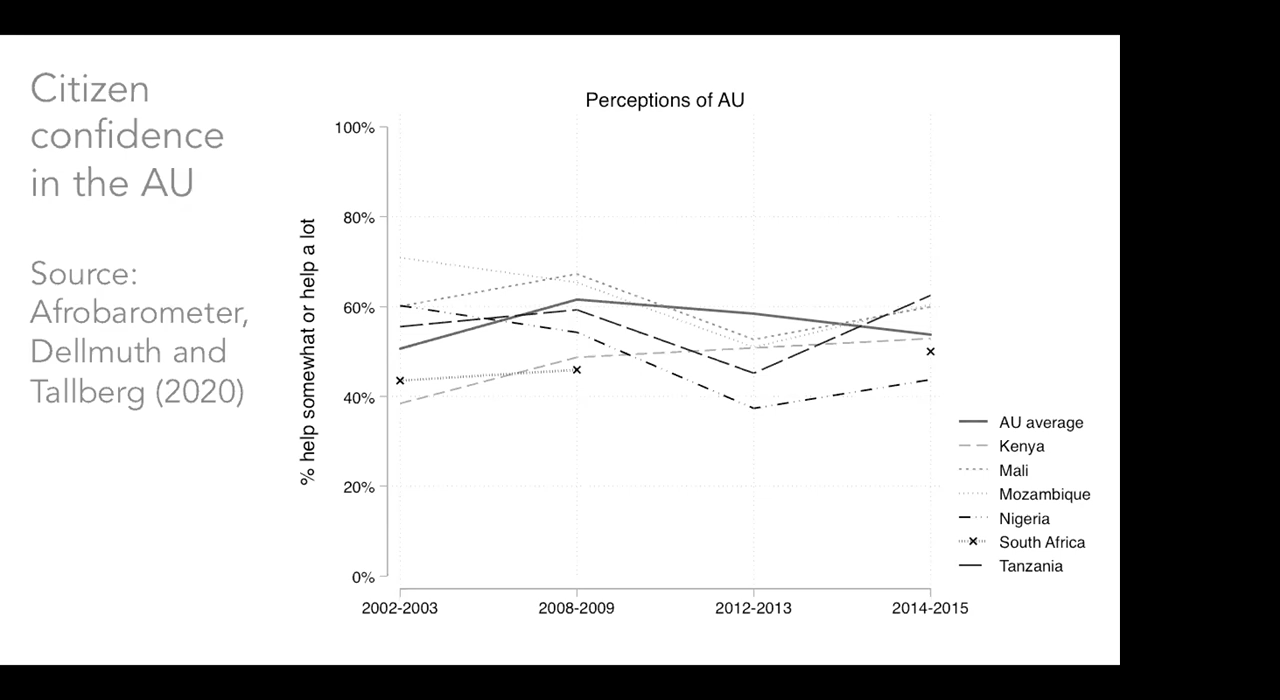 Citizen
confidence
in the AU
Source:
Afrobarometer,
Dellmuth and
Tallberg (2020)
Perceptions of AU
% help somewhat or help a lot
100%
80%
60%
40%
20%
0%
2002-2003
2008-2009
2012-2013
2014-2015
AU average
Kenya
Mali
Mozambique
Nigeria
South Africa
Tanzania